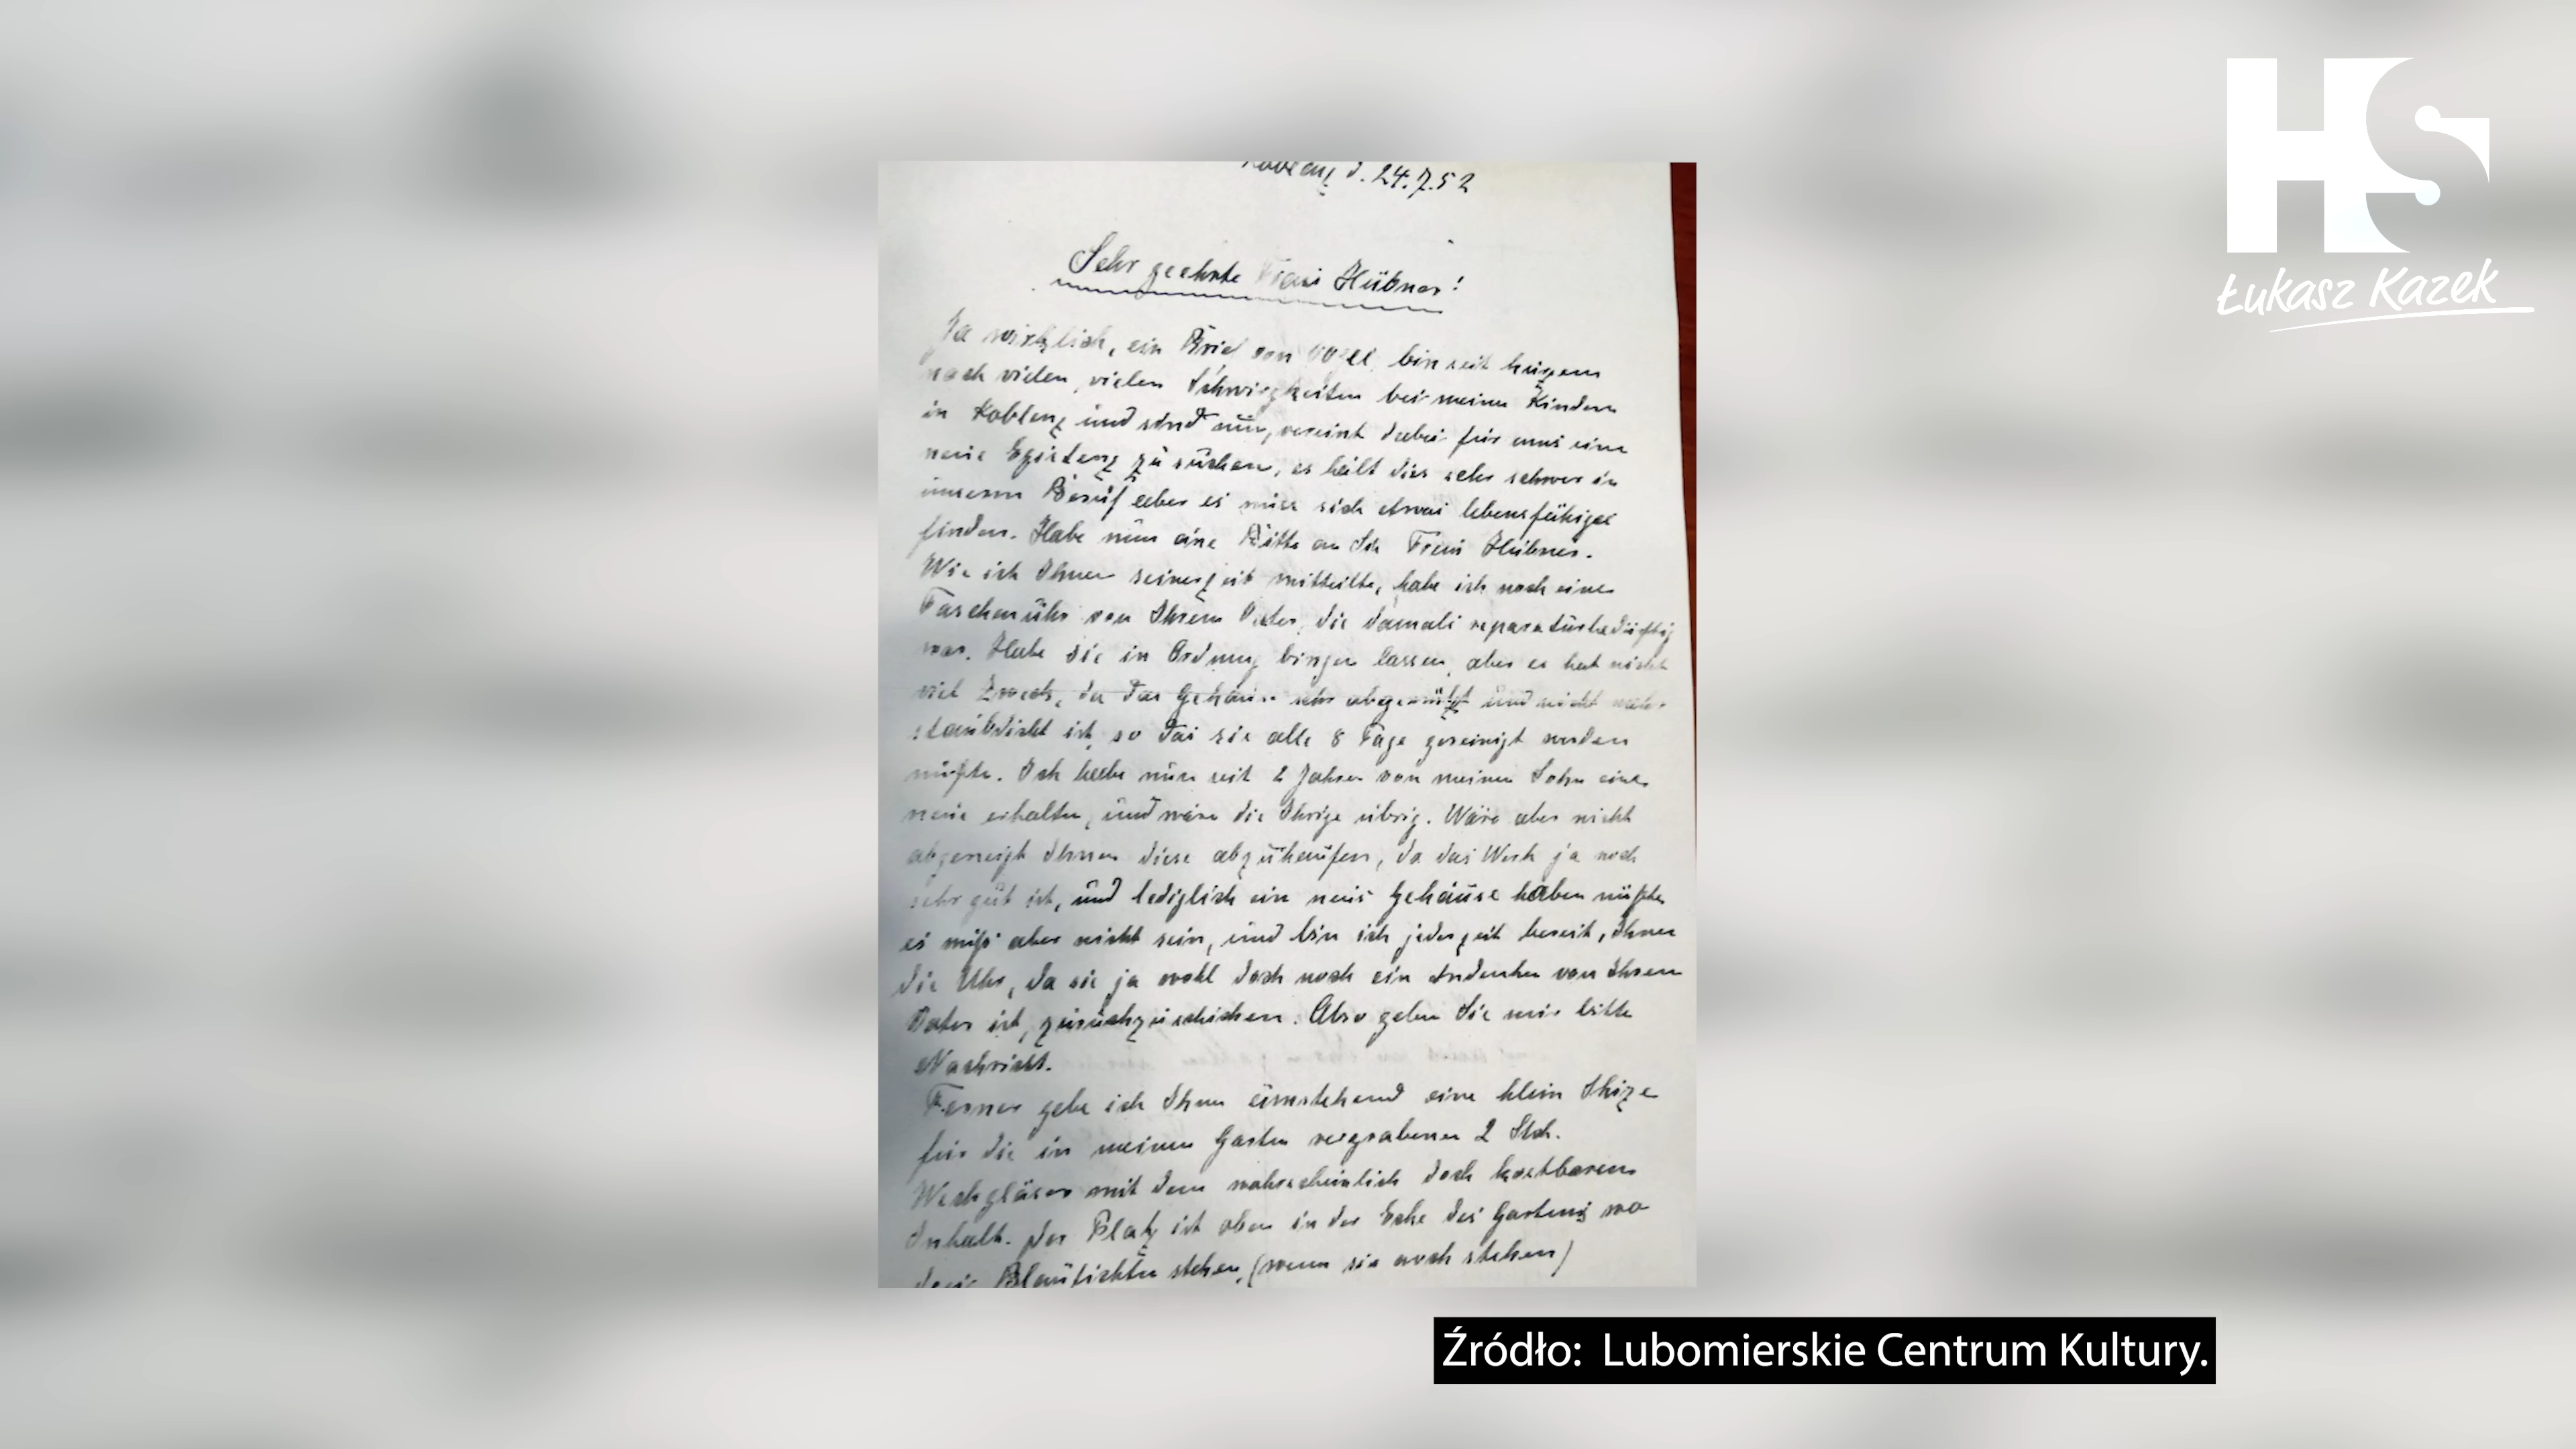 Koblenz d. 24.7.52
Sehr geehrte Frau Hübner!
Ja wirklich, ein Brief von bin seit kurzem
nach vielen, vielen Schwirgkeiten bei meinen Kindern
in Koblenz und sind nun, vereint dabei für uns eine
neue Existenz zu suchen, es hält dies sehr schwer in
unserem Beruf aber es muss sich etwas lebensfähiges
finden. Habe nun eine Bitte an Sie Frau Hübner.
Wie ich Ihnen seinerzeit mitteilte, habe ich noch eine
Taschenuhr von Ihrem Vater, die damals reparaturbedürftig
war. Habe sie in Ordnung bingen lassen, aber es hat nicht
viel Zweck, da das Gehäuse sehr abgenützt und nicht mehr
staubdicht ist, so das sie alle 8 Tage gereinigt werden
müßte. Ich habe nun seit 2 Jahren von meinem Sohn eine
neue erhalten, und wäre die Ihrige übrig. Wäre aber nicht
abgeneigt Ihnen diese abzukaufen, da das Werk ja noch
sehr gut ist, und lediglich ein neues Gehäuse haben müßte,
es muß aber nicht sein, und bin ich jederzeit bereit, Ihnen
die Uhr, da sie ja wohl doch noch ein Andenken von Ihrem
Vater ist, zurückzuschicken. Also geben Sie mir bitte
Nachricht.
Ferner gebe ich Ihnen umstehend eine klein Skize
für die in meinem Garten vergrabenen 2 Stck.
Weckgläser mit dem wahrscheinlich doch kostbaren
Inhalt. Der Platz ist oben in der Ecke des Gartens wo
Blaufichten stehen, (wenn sie noch stehen)
HS
Łukasz Kazek
Źródło: Lubomierskie Centrum Kultury.